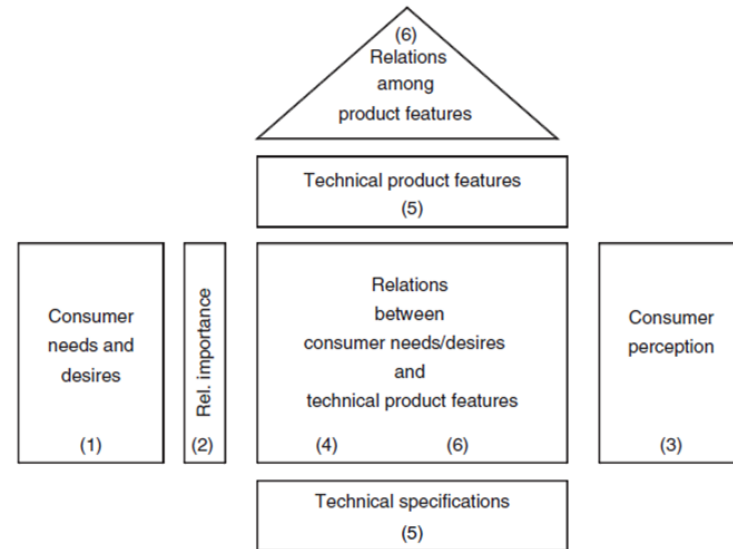 (6)
Relations
among
product features
Technical product features
(5)
Consumer
needs and
desires
(1)
Rel. importance
(2)
Relations
between
consumer needs/desires
and
technical product features
(4) (6)
Consumer
perception
(3)
Technical specifications
(5)